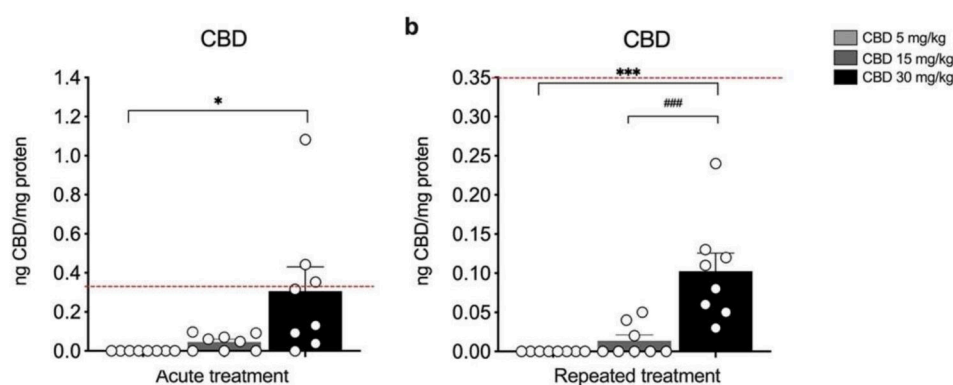 CBD
1.4
1.2
1.0
0.8
0.6
0.4
0.2
0.0
ng CBD/mg proten
*
Acute treatment
b
CBD
0.35
0.30
0.25
0.20
0.15
0.10
0.05
0.00
ng CBD/mg proten
***
###
Repeated treatment
CBD 5 mg/kg
CBD 15 mg/kg
CBD 30 mg/kg